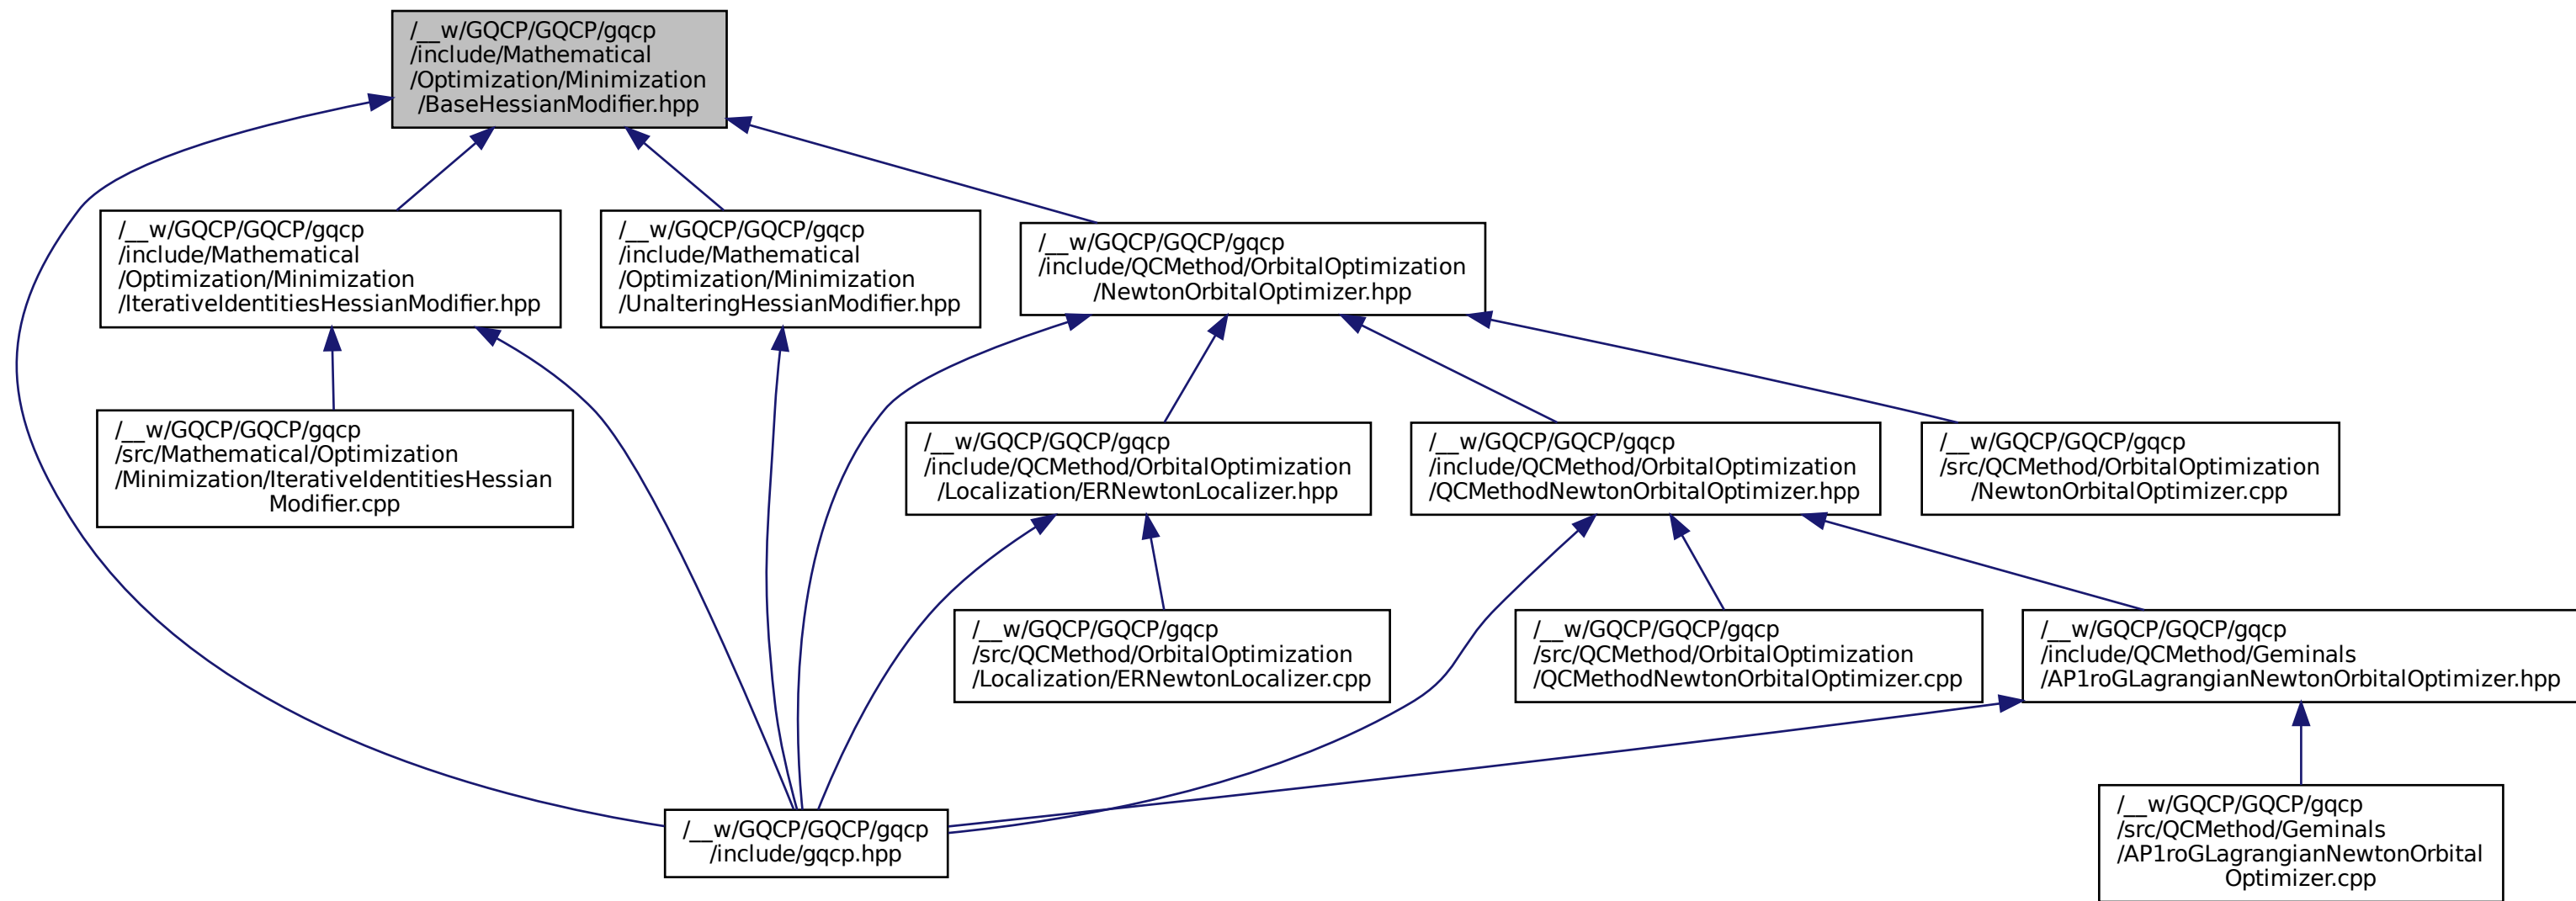 /__w/GQCP/GQCP/gqcp
/include/Mathematical
/Optimization/Minimization
/BaseHessianModifier.hpp
/__w/GQCP/GQCP/gqcp
/include/Mathematical
/Optimization/Minimization
/IterativeIdentitiesHessianModifier.hpp
/__w/GQCP/GQCP/gqcp
/include/Mathematical
/Optimization/Minimization
/UnalteringHessianModifier.hpp
/__w/GQCP/GQCP/gqcp
/include/QCMethod/OrbitalOptimization
/NewtonOrbitalOptimizer.hpp
/__w/GQCP/GQCP/gqcp
/src/Mathematical/Optimization
/Minimization/IterativeIdentitiesHessian
Modifier.cpp
/__w/GQCP/GQCP/gqcp
/include/QCMethod/OrbitalOptimization
/Localization/ERNewtonLocalizer.hpp
/__w/GQCP/GQCP/gqcp
/include/QCMethod/OrbitalOptimization
/QCMethodNewtonOrbitalOptimizer.hpp
/__w/GQCP/GQCP/gqcp
/src/QCMethod/OrbitalOptimization
/NewtonOrbitalOptimizer.cpp
/__w/GQCP/GQCP/gqcp
/src/QCMethod/OrbitalOptimization
/Localization/ERNewtonLocalizer.cpp
/__w/GQCP/GQCP/gqcp
/src/QCMethod/OrbitalOptimization
/QCMethodNewtonOrbitalOptimizer.cpp
/__w/GQCP/GQCP/gqcp
/include/QCMethod/Geminals
/AP1roGLagrangianNewtonOrbitalOptimizer.hpp
/__w/GQCP/GQCP/gqcp
/include/gqcp.hpp
/__w/GQCP/GQCP/gqcp
/src/QCMethod/Geminals
/AP1roGLagrangianNewtonOrbital
Optimizer.cpp